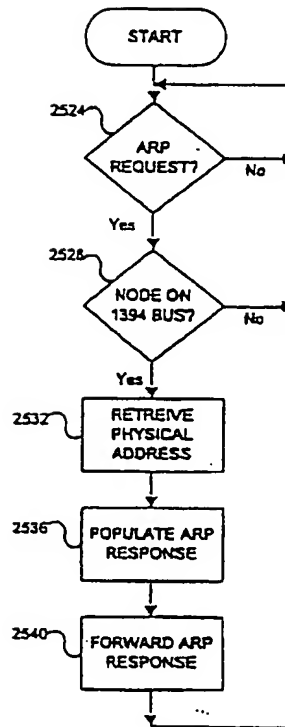 START
2524
ARP
REQUEST?
No
Yes
2528
NODE ON
1394 BUS?
No
Yes
2532
RETREIVE
PHYSICAL
ADDRESS
2536
POPULATE ARP
RESPONSE
2540
FORWARD ARP
RESPONSE
...